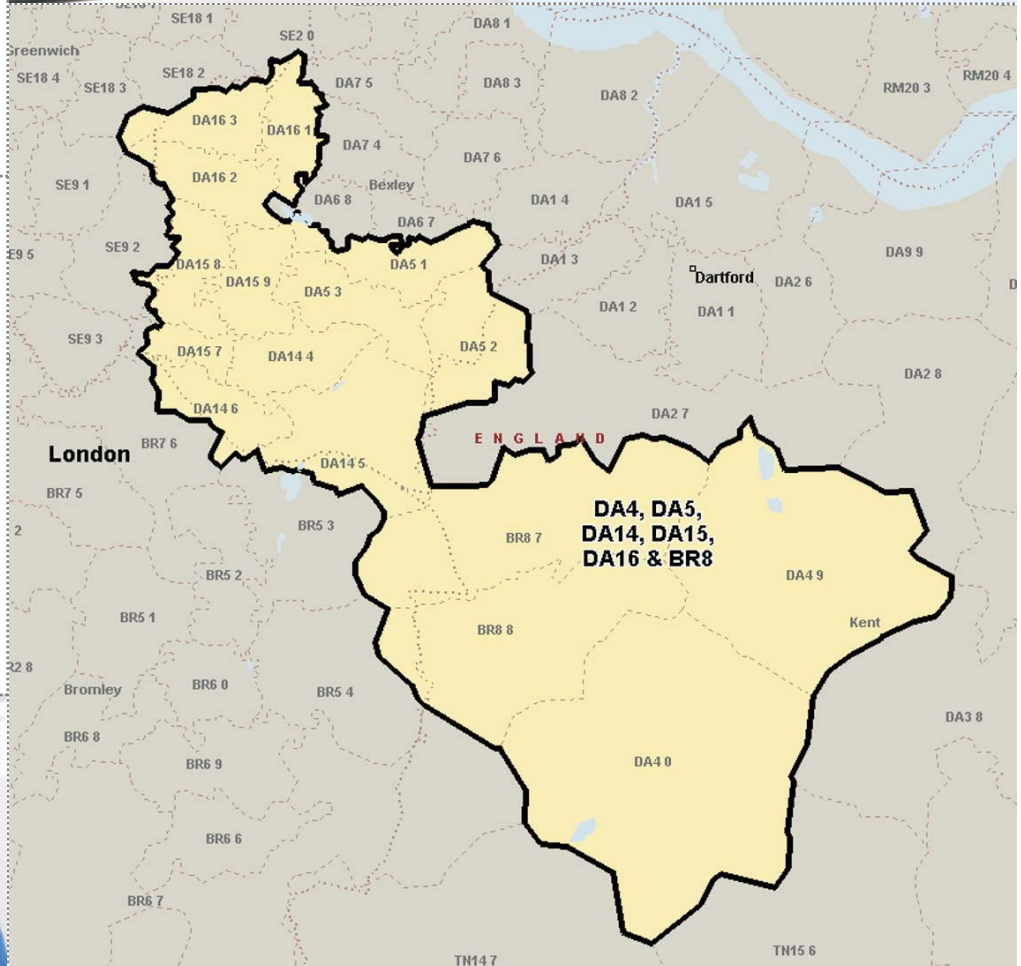 SE18 1
DA8 1
SE2 0
Greenwich
SE18 4
SE18 2
SE18 3
DA7 5
DA8 3
DA8 2
RM20 3
RM20 4
DA16 3
DA16 1
DA7 4
DA7 6
SE9 1
DA16 2
Bexley
DA6 8
DA1 4
DA1 5
DA6 7
E9 5
SE9 2
DA15 8
DA5 1
DA1 3
DA9 9
Dartford
DA2 6
DA15 9
DA5 3
DA1 2
DA1 1
SE9 3
DA15 7
DA14 4
DA5 2
DA2 8
DA14 6
DA2 7
BR7 6
ENGLAND
London
DA14 5
BR7 5
BR5 3
DA4, DA5,
DA14, DA15,
DA16 & BR8
2
BR8 7
BR5 2
DA4 9
BR5 1
BR8 8
Kent
R2 8
Bromley
BR6 0
BR5 4
DA3 8
BR6 8
BR6 9
DA4 0
BR6 6
BR6 7
TN14 7
TN15 6